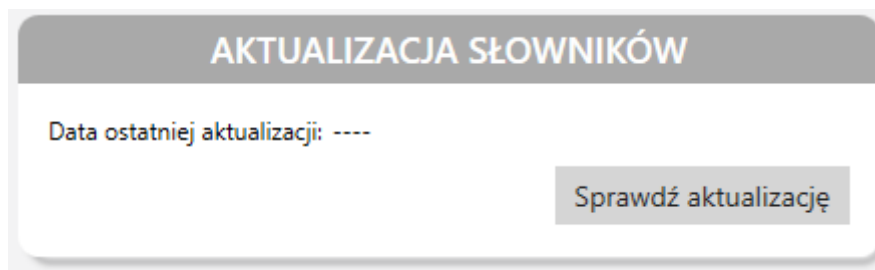 AKTUALIZACJA SŁOWNIKÓW
Data ostatniej aktualizacji: ----
Sprawdź aktualizację